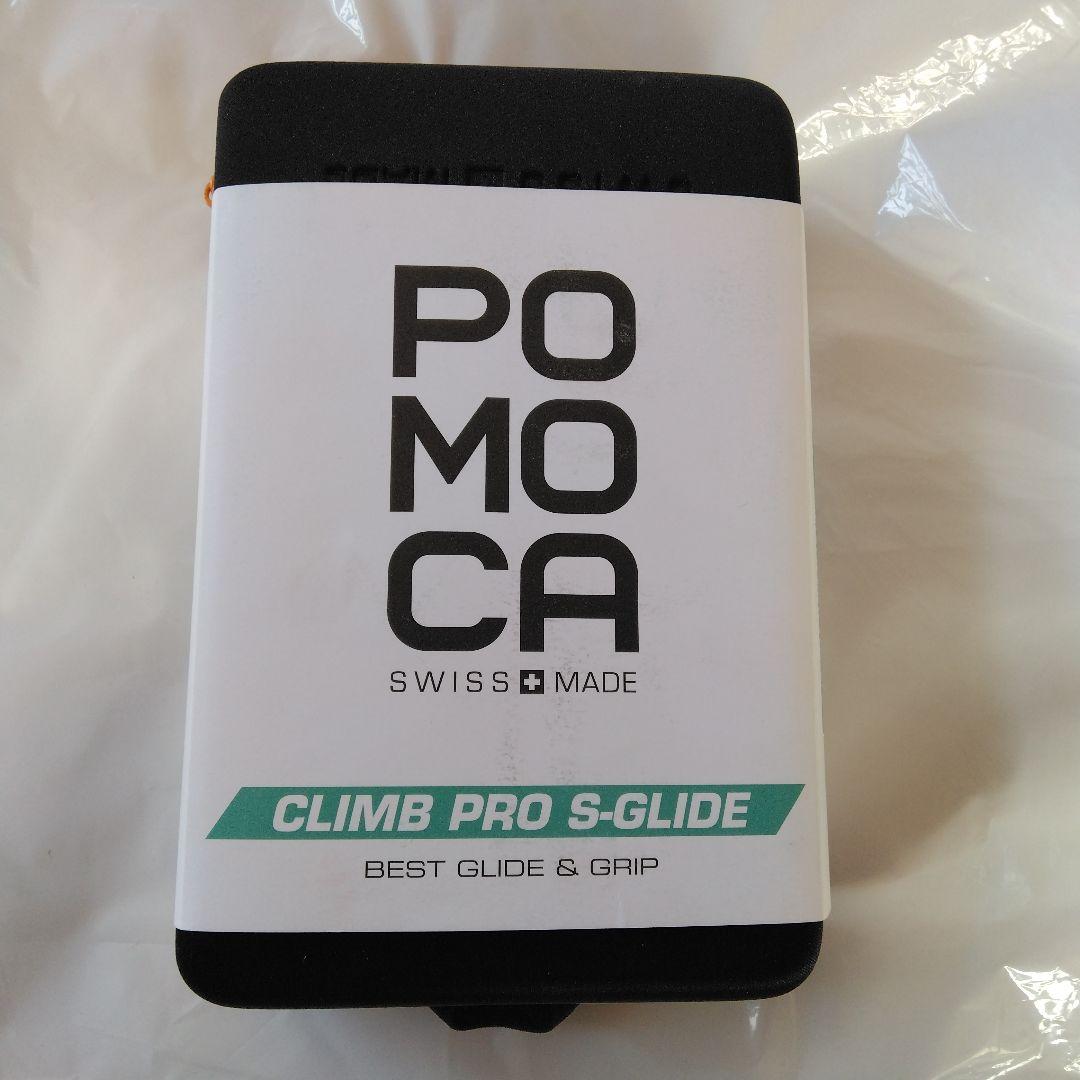 PO
MO
CA
SWISS MADE
CLIMB PRO S-GLIDE
BEST GLIDE & GRIP